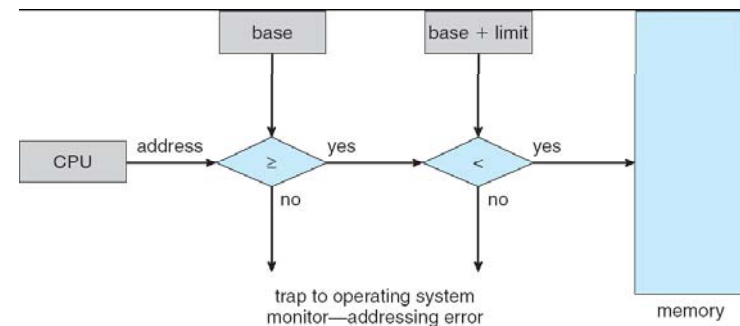 base
base + limit
CPU
address
≥
yes
<
yes
no
no
trap to operating system
monitor—addressing error
memory